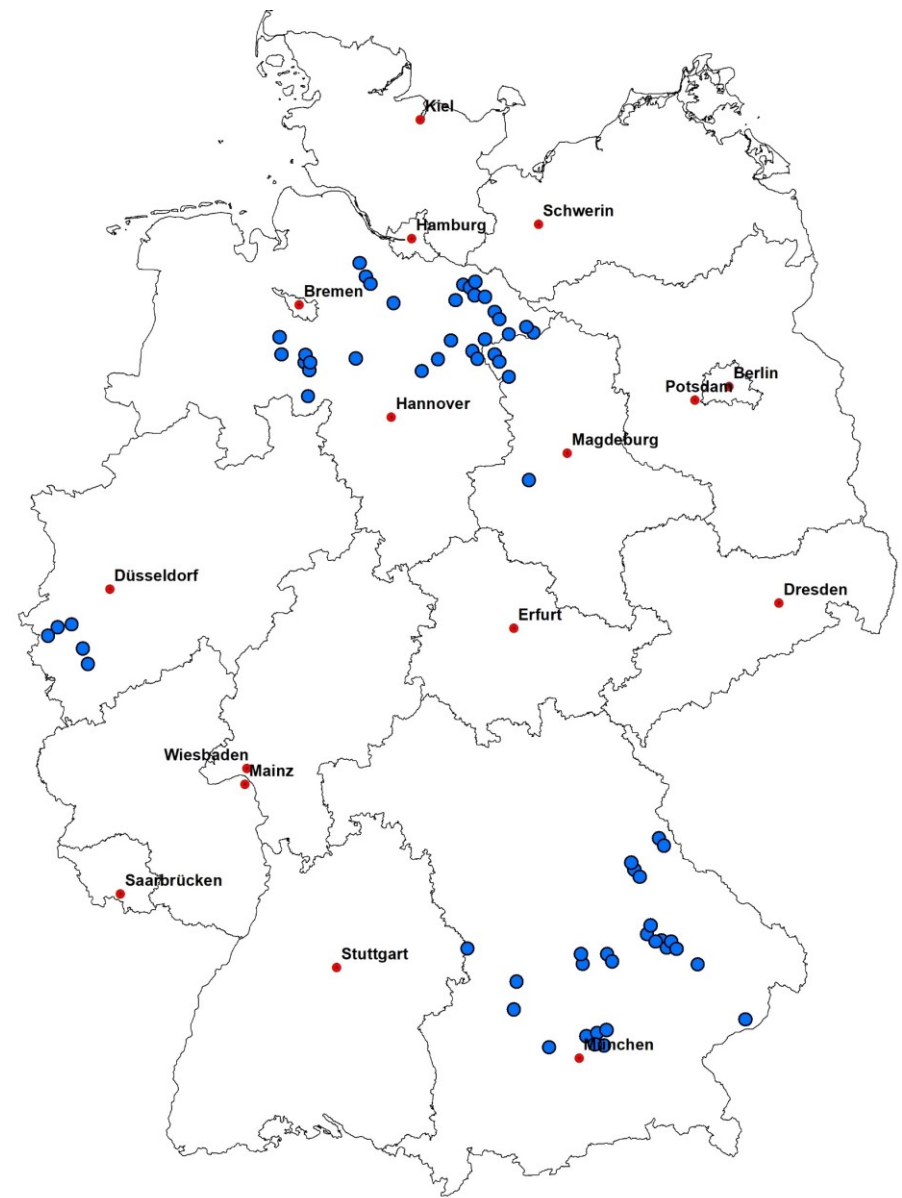 Kiel
Schwerin
Hamburg
Bremen
Berlin
Potsdam
Hannover
Magdeburg
Düsseldorf
Dresden
Erfurt
Wiesbaden
Mainz
Saarbrücken
Stuttgart
München